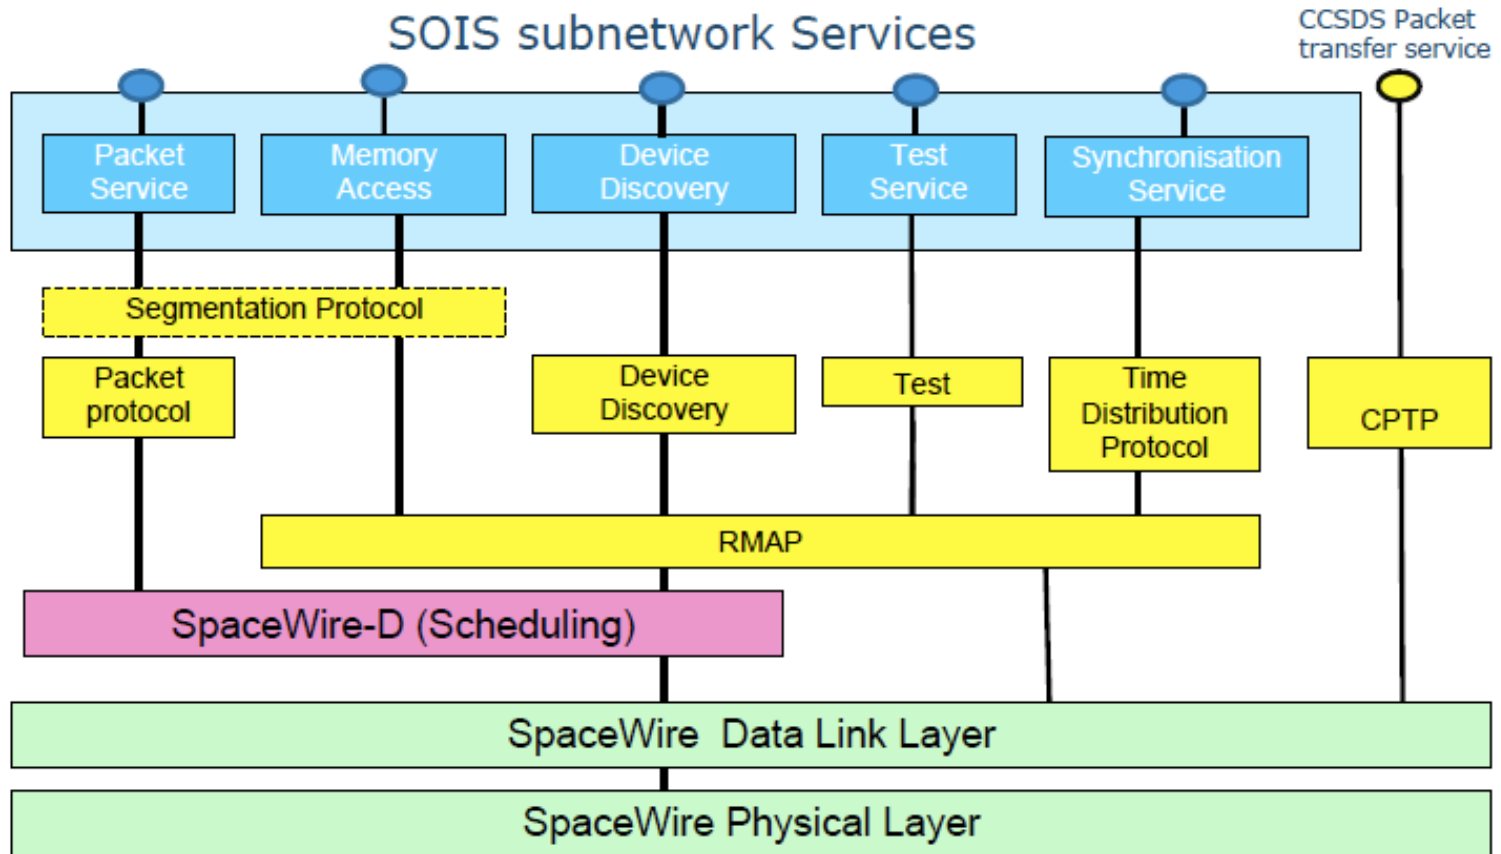 SOIS subnetwork Services
CCSDS Packet
transfer service
Packet
Service
Memory
Access
Device
Discovery
Test
Service
Synchronisation
Service
Segmentation Protocol
Packet
protocol
Device
Discovery
Test
Time
Distribution
Protocol
CPTP
RMAP
SpaceWire-D (Scheduling)
SpaceWire  Data Link Layer
SpaceWire Physical Layer